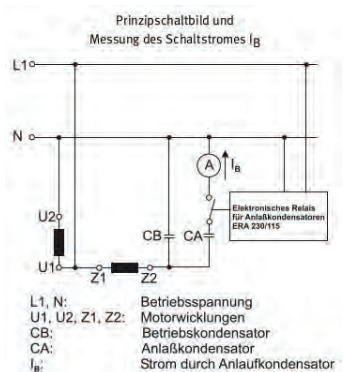 Prinzipschaltbild und
Messung des Schaltstromes IB
L1
N
A
IB
U2
CB
CA
Elektronisches Relais
für Anlaßkondensatoren
ERA 230/115
U1
Z1
Z2
L1, N: Betriebsspannung
U1, U2, Z1, Z2: Motorwicklungen
CB: Betriebskondensator
CA: Anlaßkondensator
IB: Strom durch Anlaufkondensator